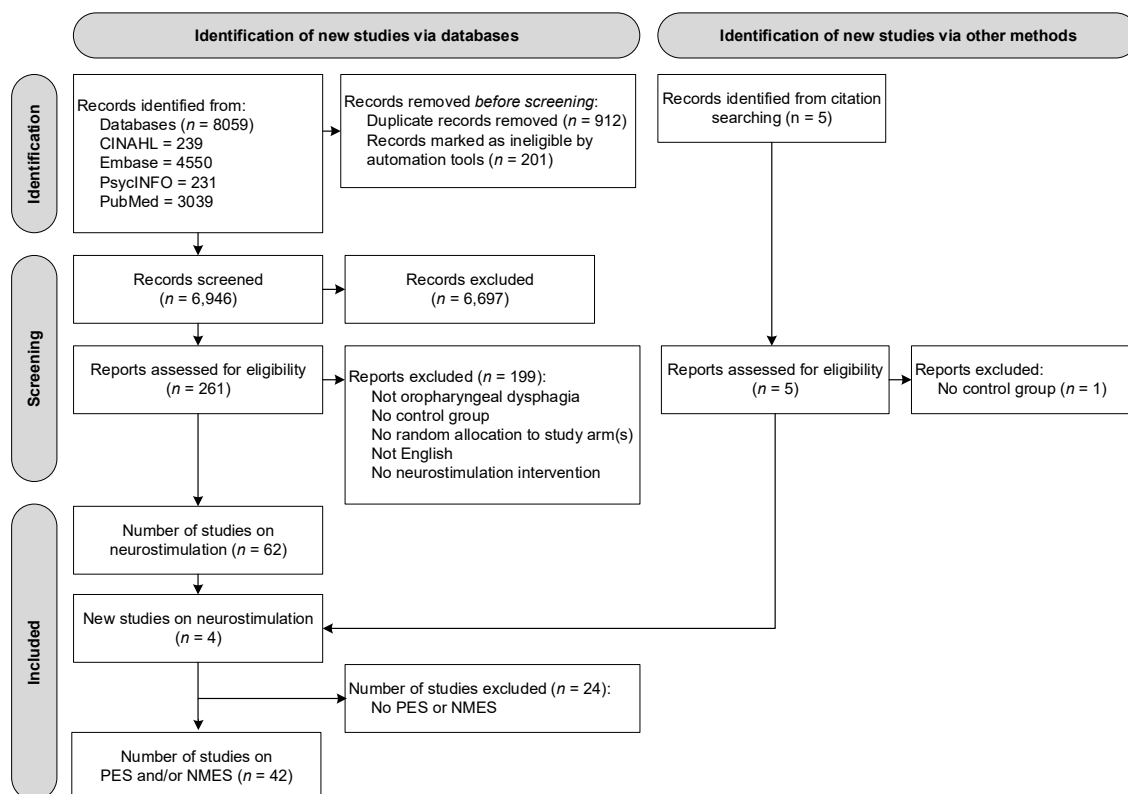 Identification of new studies via databases
Identification of new studies via other methods
Identification
Records identified from:
Databases (n = 8059)
CINAHL = 239
Embase = 4550
PsycINFO = 231
PubMed = 3039
Records removed before screening:
Duplicate records removed (n = 912)
Records marked as ineligible by
automation tools (n = 201)
Records identified from citation
searching (n = 5)
Screening
Records screened
(n = 6,946)
Records excluded
(n = 6,697)
Reports assessed for eligibility
(n = 261)
Reports excluded (n = 199):
Not oropharyngeal dysphagia
No control group
No random allocation to study arm(s)
Not English
No neurostimulation intervention
Reports assessed for eligibility
(n = 5)
Reports excluded:
No control group (n = 1)
Included
Number of studies on
neurostimulation (n = 62)
New studies on neurostimulation
(n = 4)
Number of studies excluded (n = 24):
No PES or NMES
Number of studies on
PES and/or NMES (n = 42)